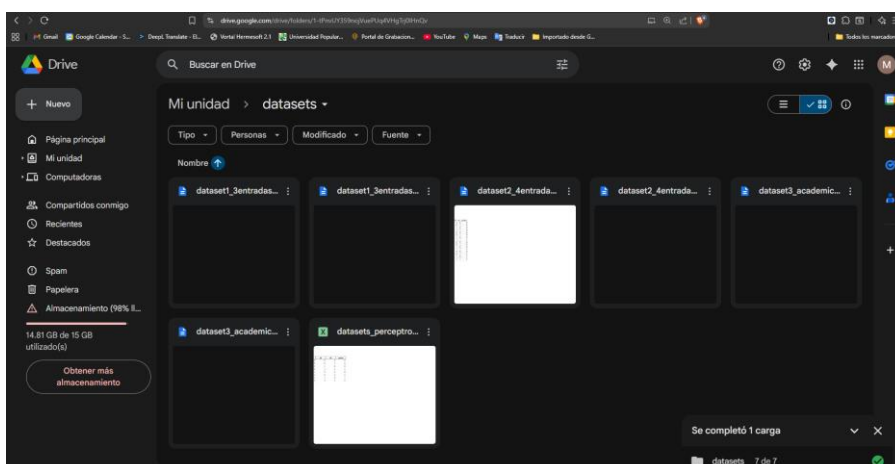 drive.google.com/drive/folders/
Gmail
Google Calendar - S...
DeepL Translate - El...
Vortal Hermesoft 2.1
Universidad Popular...
Portal de Grabacion...
YouTube
Maps
Traducir
Importado desde G...
Todos los marcador
Drive
Buscar en Drive
M
Nuevo
Mi unidad > datasets
Tipo
Personas
Modificado
Fuente
Página principal
Mi unidad
Computadoras
Nombre
dataset1_3entradas...
dataset1_3entradas...
dataset2_4entrada...
dataset2_4entrada...
dataset3_academic...
Compartidos conmigo
Recientes
Destacados
Spam
Papelera
Almacenamiento (98% ll...
14.81 GB de 15 GB
utilizado(s)
Obtener más
almacenamiento
dataset3_academic...
datasets_perceptro...
Se completó 1 carga
datasets 7 de 7